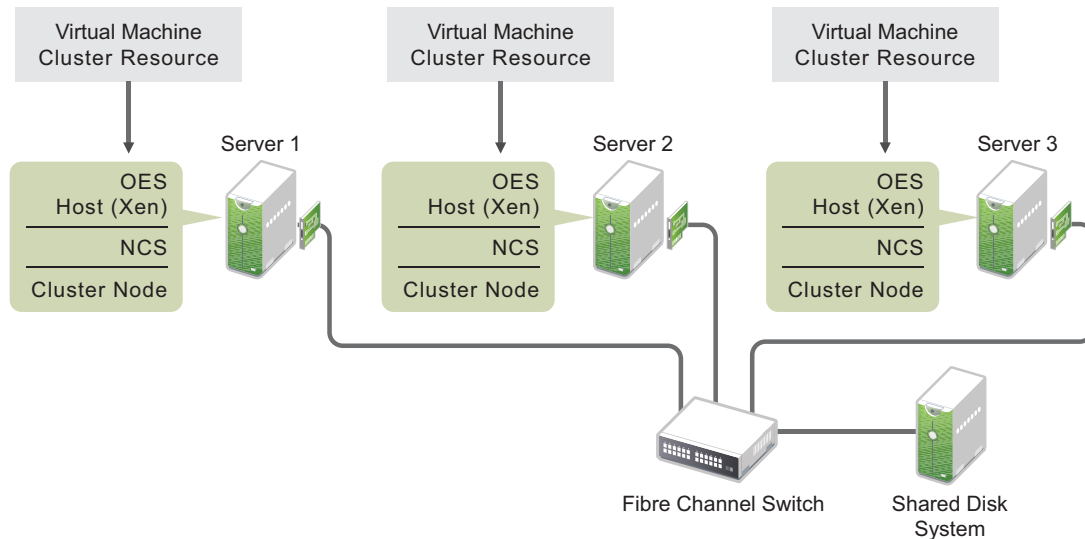 Virtual Machine
Cluster Resource
Virtual Machine
Cluster Resource
Virtual Machine
Cluster Resource
Server 1
Server 2
Server 3
OES
Host (Xen)
NCS
Cluster Node
OES
Host (Xen)
NCS
Cluster Node
OES
Host (Xen)
NCS
Cluster Node
Fibre Channel Switch
Shared Disk
System